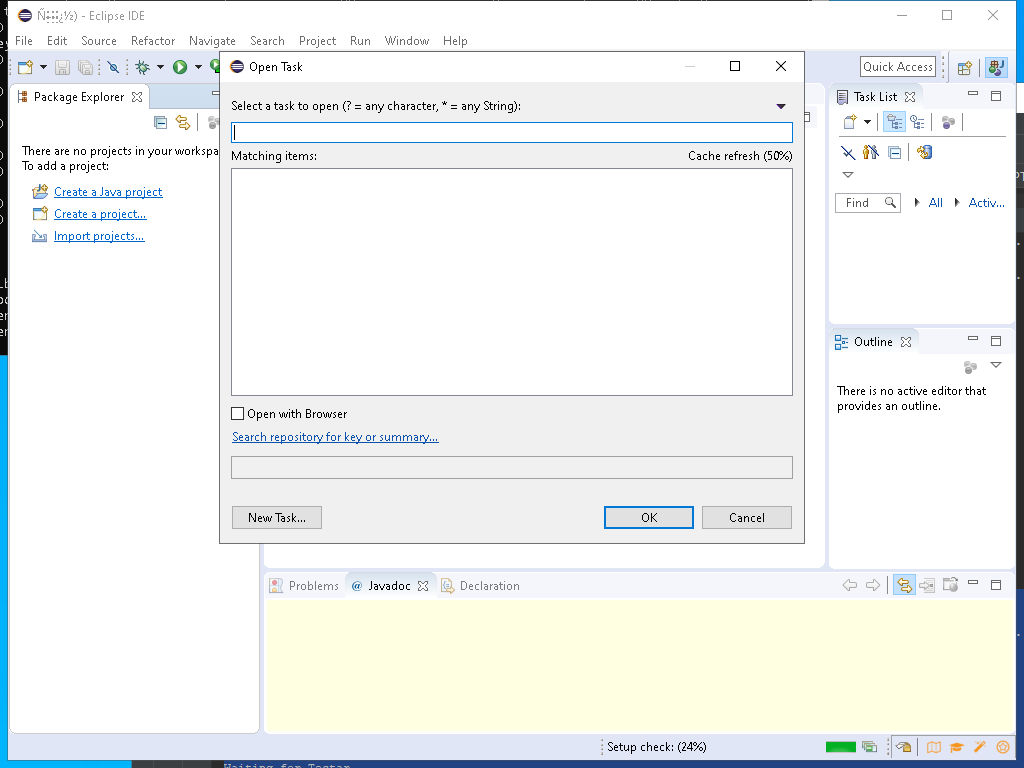 - Eclipse IDE
File Edit Source Refactor Navigate Search Project Run Window Help
Quick Access
Package Explorer
There are no projects in your workspa
To add a project:
Create a Java project
Create a project...
Import projects...
Open Task
Select a task to open (? = any character, * = any String):
Matching items: Cache refresh (50%)
Open with Browser
Search repository for key or summary...
New Task... OK Cancel
Task List
Find All Activ...
Outline
There is no active editor that
provides an outline.
Problems @ Javadoc Declaration
Setup check: (24%)
Waiting for Testar